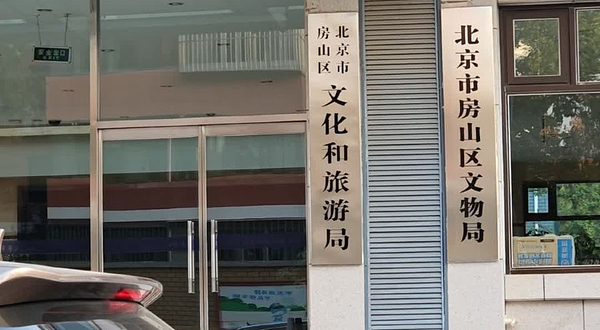 安全出口
北京市
房山区
文化和旅游局
北京市房山区文物局